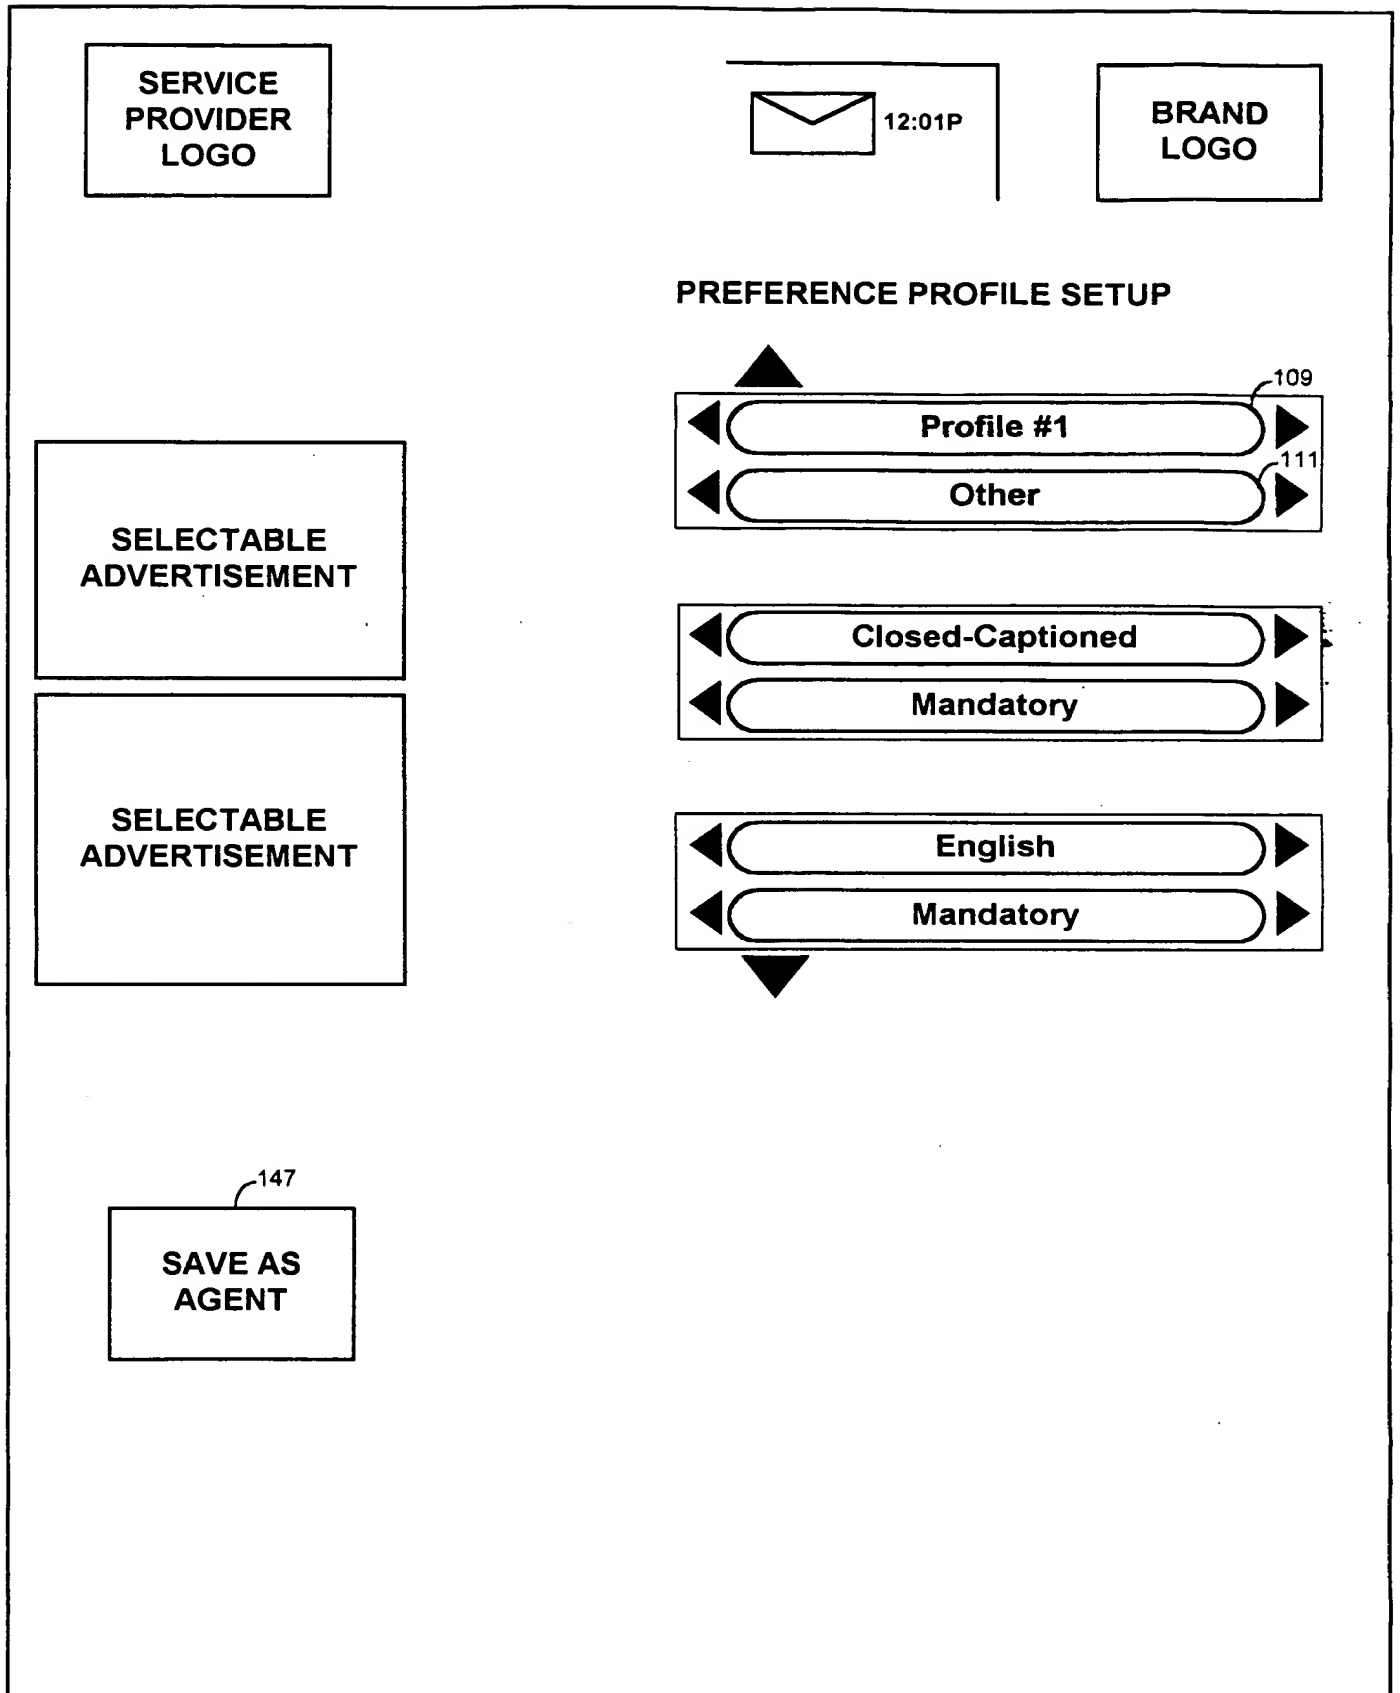 SERVICE
PROVIDER
LOGO
12:01P
BRAND
LOGO
PREFERENCE PROFILE SETUP
109
Profile #1
111
Other
SELECTABLE
ADVERTISEMENT
Closed-Captioned
Mandatory
SELECTABLE
ADVERTISEMENT
English
Mandatory
147
SAVE AS
AGENT